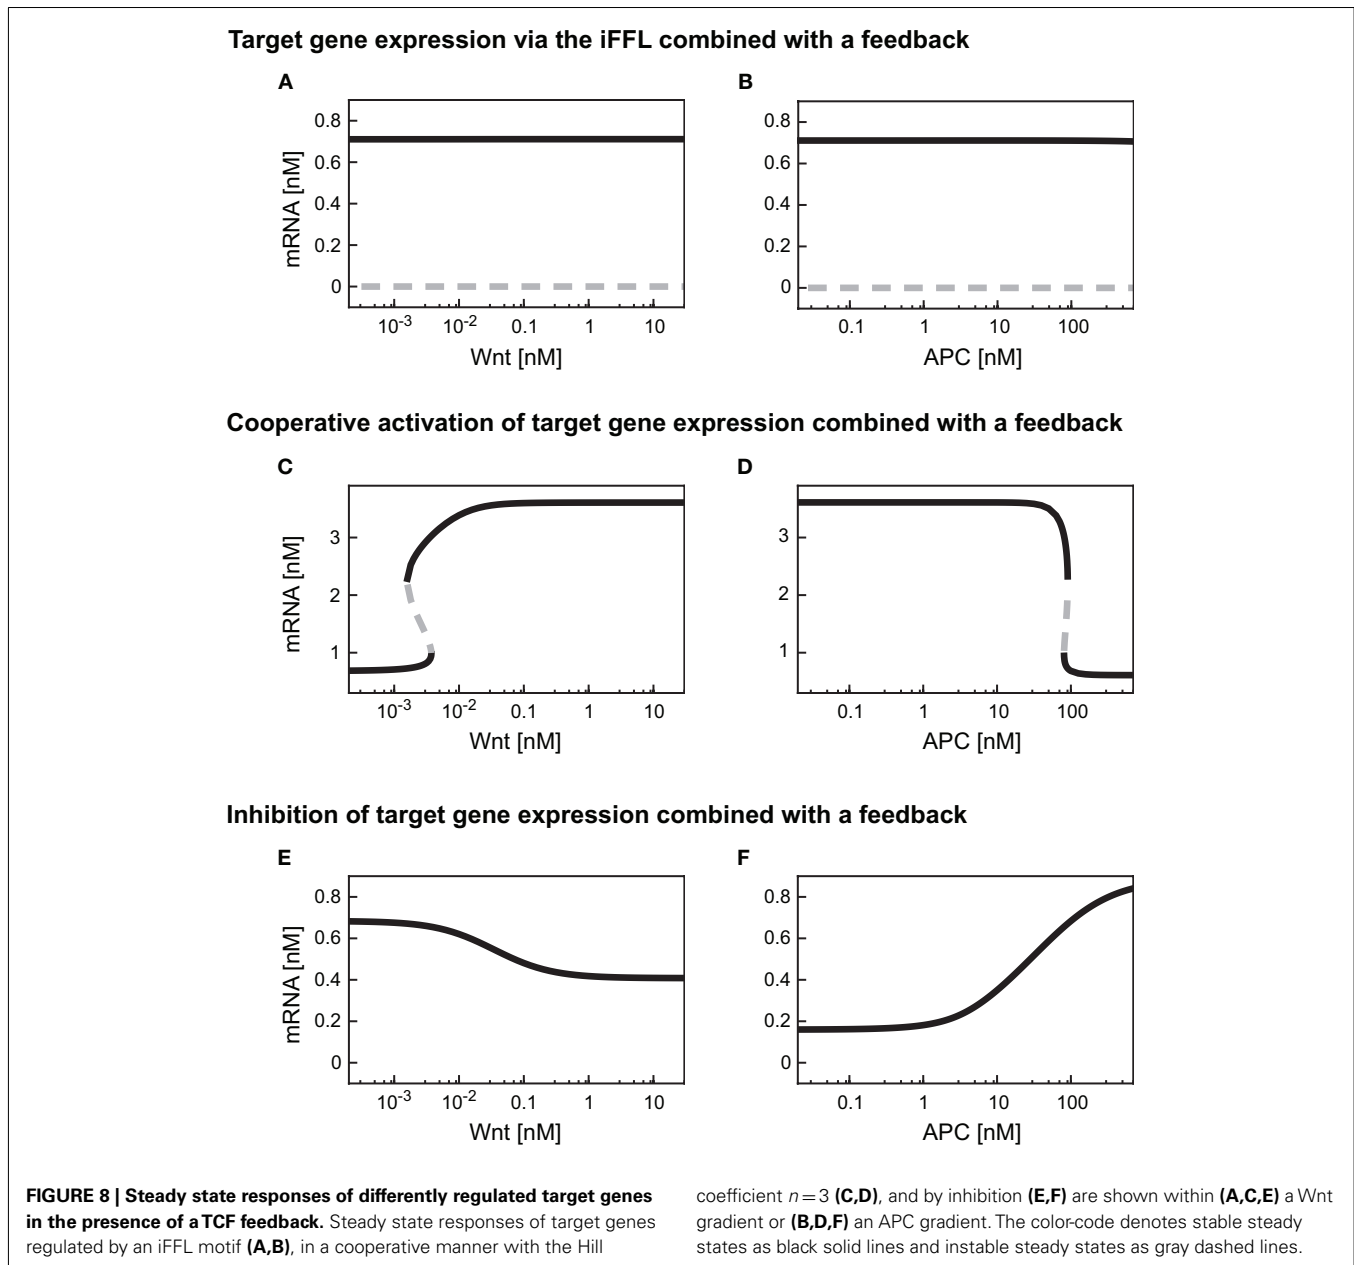 Target gene expression via the iFFL combined with a feedback
A
mRNA [nM]
0.8
0.6
0.4
0.2
0
10-3
10-2
0.1
1
10
Wnt [nM]
B
0.8
0.6
0.4
0.2
0
0.1
1
10
100
APC [nM]
Cooperative activation of target gene expression combined with a feedback
C
mRNA [nM]
3
2
1
10-3
10-2
0.1
1
10
Wnt [nM]
D
3
2
1
0.1
1
10
100
APC [nM]
Inhibition of target gene expression combined with a feedback
E
mRNA [nM]
0.8
0.6
0.4
0.2
0
10-3
10-2
0.1
1
10
Wnt [nM]
F
0.8
0.6
0.4
0.2
0
0.1
1
10
100
APC [nM]
FIGURE 8 | Steady state responses of differently regulated target genes
in the presence of a TCF feedback. Steady state responses of target genes
regulated by an iFFL motif (A,B), in a cooperative manner with the Hill
coefficient n = 3 (C,D), and by inhibition (E,F) are shown within (A,C,E) a Wnt
gradient or (B,D,F) an APC gradient. The color-code denotes stable steady
states as black solid lines and instable steady states as gray dashed lines.